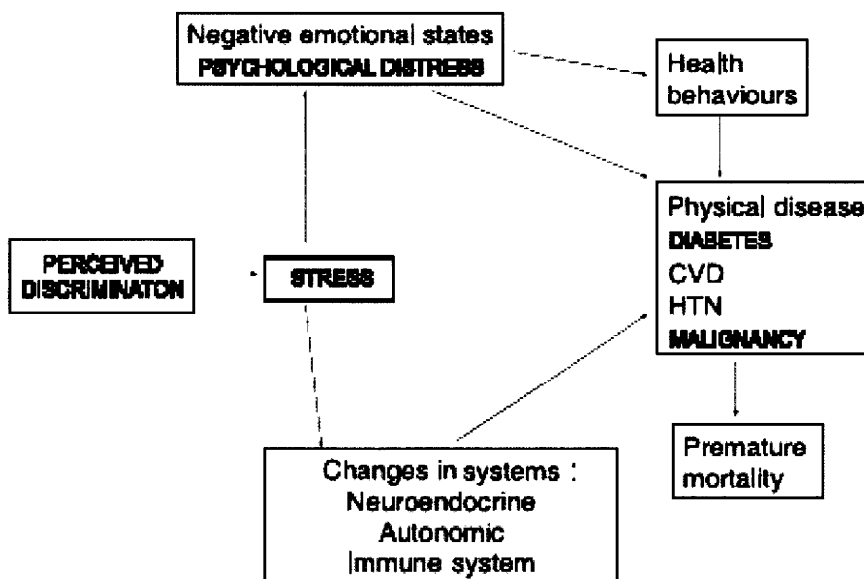 Negative emotional states
PSYCHOLOGICAL DISTRESS
Health
behaviours
Physical disease
DIABETES
CVD
HTN
MALIGNANCY
PERCEIVED
DISCRIMINATON
STRESS
Changes in systems :
Neuroendocrine
Autonomic
Immune system
Premature
mortality